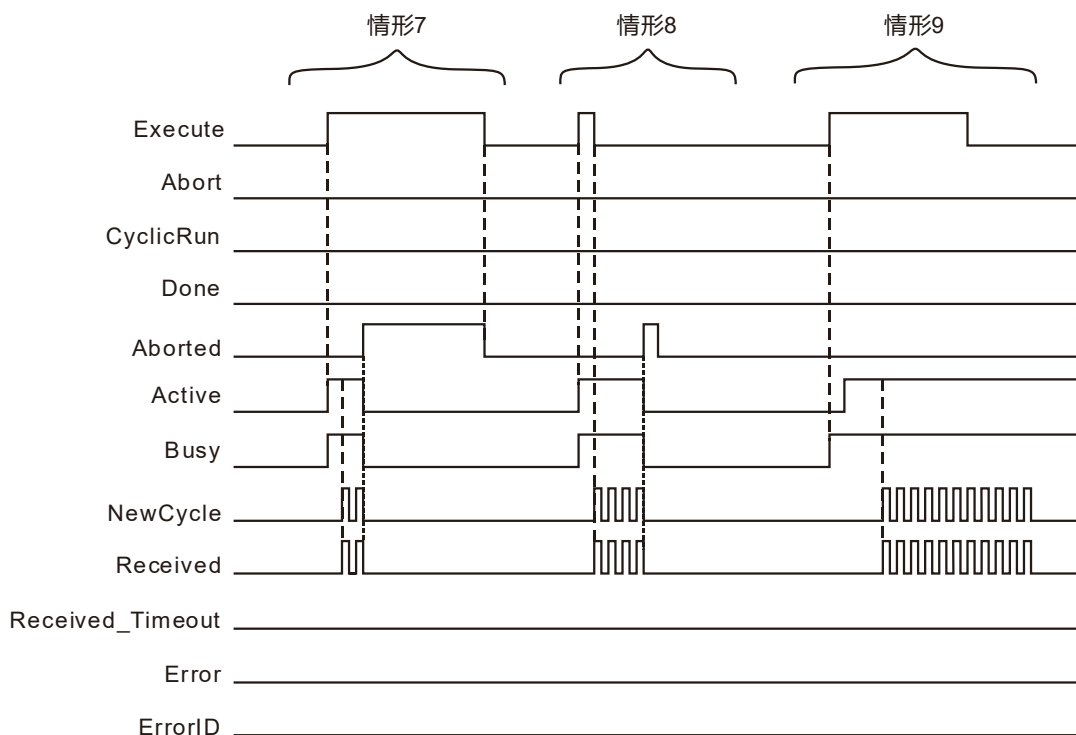 情形7 情形8 情形9
Execute
Abort
CyclicRun
Done
Aborted
Active
Busy
NewCycle
Received
Received_Timeout
Error
ErrorID